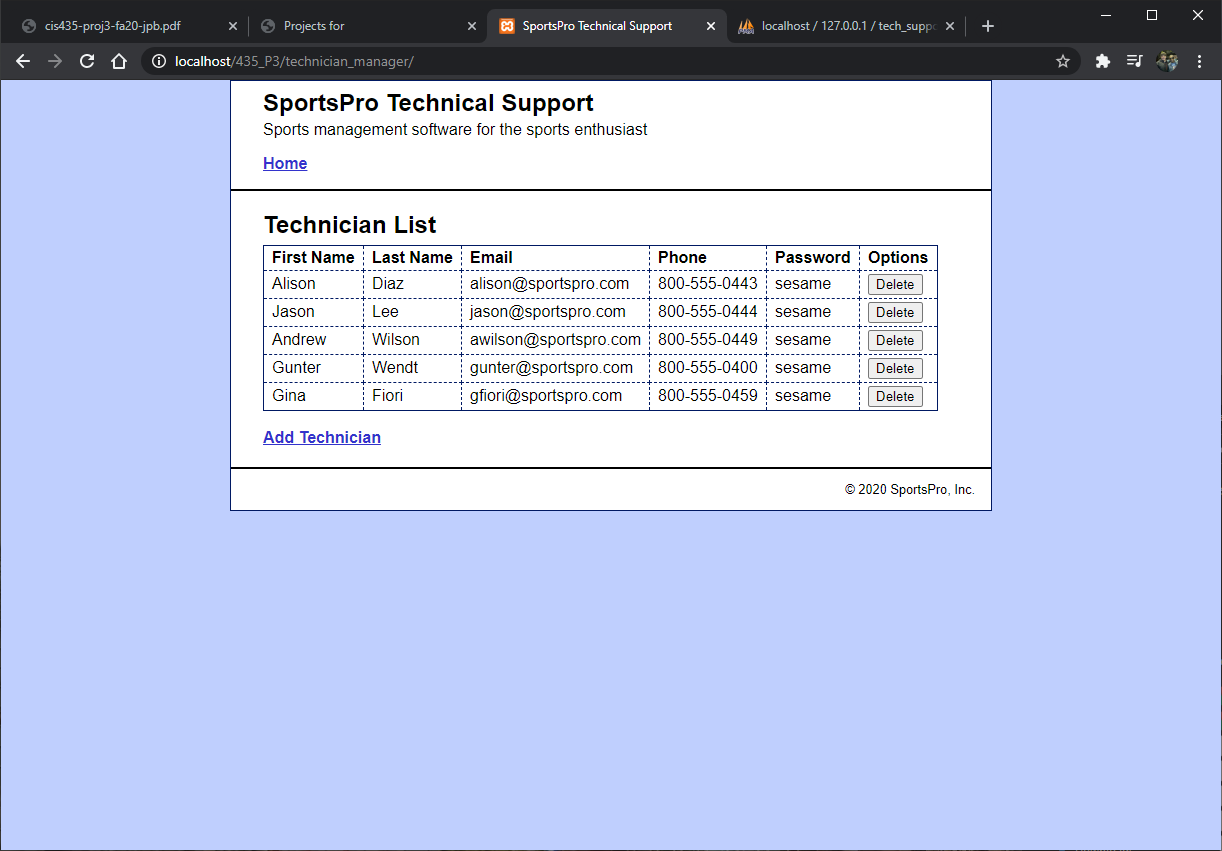 cis435-proj3-fa20-jpb.pdf Projects for SportsPro Technical Support localhost / 127.0.0.1 / tech_suppo
localhost/435_P3/technician_manager/
SportsPro Technical Support
Sports management software for the sports enthusiast
Home
Technician List
First Name Last Name Email Phone Password Options
Alison Diaz alison@sportspro.com 800-555-0443 sesame Delete
Jason Lee jason@sportspro.com 800-555-0444 sesame Delete
Andrew Wilson awilson@sportspro.com 800-555-0449 sesame Delete
Gunter Wendt gunter@sportspro.com 800-555-0400 sesame Delete
Gina Fiori gfiori@sportspro.com 800-555-0459 sesame Delete
Add Technician
© 2020 SportsPro, Inc.